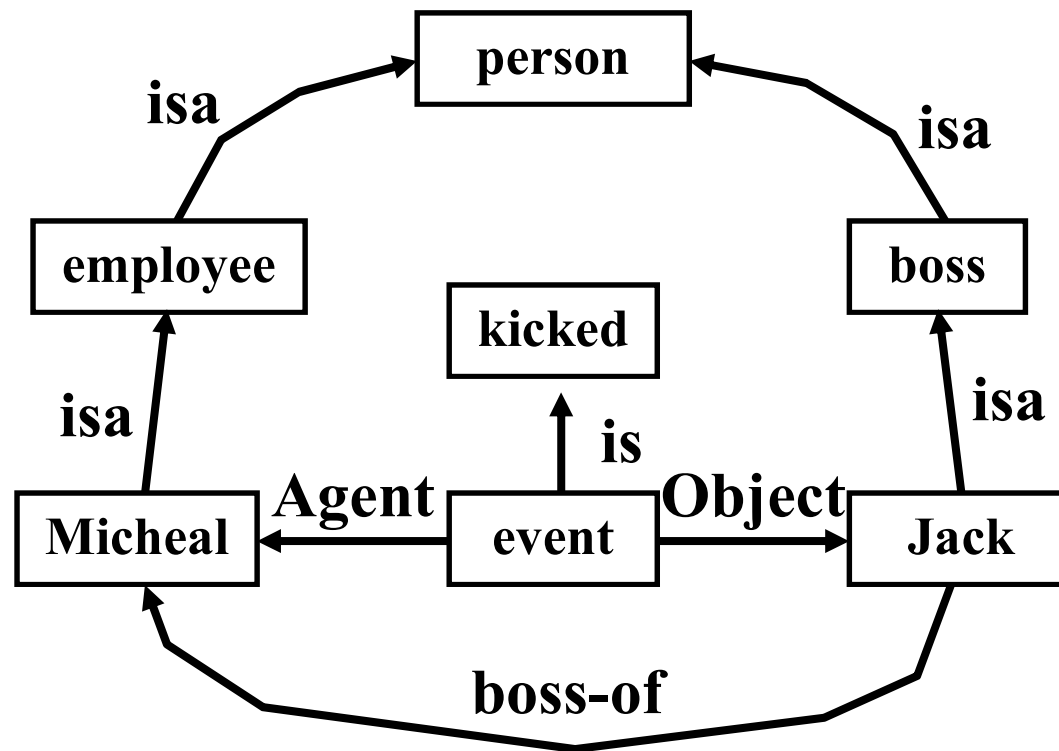 person
isa
isa
employee
boss
kicked
isa
is
isa
Agent
Object
Micheal
event
Jack
boss-of